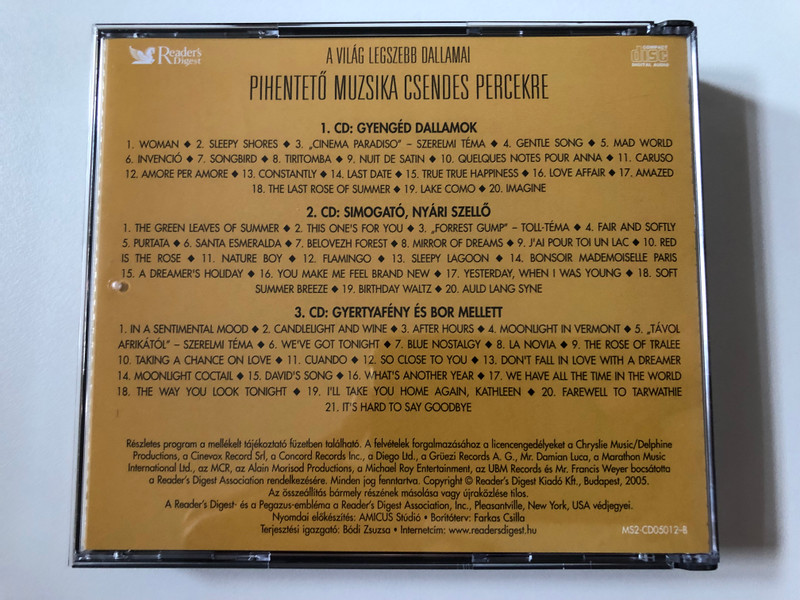 Reader's
Digest
COMPACT
disc
DIGITAL AUDIO
A VILÁG LEGSZEBB DALLAMAI
PIHENTETŐ MUZSIKA CSENDES PERCEKRE
1. CD: GYENGÉD DALLAMOK
1. WOMAN ◆ 2. SLEEPY SHORES ◆ 3. „CINEMA PARADISO” – SZERELMI TÉMA ◆ 4. GENTLE SONG ◆ 5. MAD WORLD
6. INVENCIÓ ◆ 7. SONGBIRD ◆ 8. TIRITOMBA ◆ 9. NUIT DE SATIN ◆ 10. QUELQUES NOTES POUR ANNA ◆ 11. CARUSO
12. AMORE PER AMORE ◆ 13. CONSTANTLY ◆ 14. LAST DATE ◆ 15. TRUE TRUE HAPPINESS ◆ 16. LOVE AFFAIR ◆ 17. AMAZED
18. THE LAST ROSE OF SUMMER ◆ 19. LAKE COMO ◆ 20. IMAGINE
2. CD: SIMOGATÓ, NYÁRI SZELLŐ
1. THE GREEN LEAVES OF SUMMER ◆ 2. THIS ONE'S FOR YOU ◆ 3. „FORREST GUMP” – TOLL-TÉMA ◆ 4. FAIR AND SOFTLY
5. PURTATA ◆ 6. SANTA ESMERALDA ◆ 7. BELOVEZH FOREST ◆ 8. MIRROR OF DREAMS ◆ 9. J'AI POUR TOI UN LAC ◆ 10. RED
IS THE ROSE ◆ 11. NATURE BOY ◆ 12. FLAMINGO ◆ 13. SLEEPY LAGOON ◆ 14. BONSOIR MADEMOISELLE PARIS
15. A DREAMER'S HOLIDAY ◆ 16. YOU MAKE ME FEEL BRAND NEW ◆ 17. YESTERDAY, WHEN I WAS YOUNG ◆ 18. SOFT
SUMMER BREEZE ◆ 19. BIRTHDAY WALTZ ◆ 20. AULD LANG SYNE
3. CD: GYERTYAFÉNY ÉS BOR MELLETT
1. IN A SENTIMENTAL MOOD ◆ 2. CANDLELIGHT AND WINE ◆ 3. AFTER HOURS ◆ 4. MOONLIGHT IN VERMONT ◆ 5. „TÁVOL
AFRIKÁTÓL” – SZERELMI TÉMA ◆ 6. WE'VE GOT TONIGHT ◆ 7. BLUE NOSTALGY ◆ 8. LA NOVIA ◆ 9. THE ROSE OF TRALEE
10. TAKING A CHANCE ON LOVE ◆ 11. CUANDO ◆ 12. SO CLOSE TO YOU ◆ 13. DON'T FALL IN LOVE WITH A DREAMER
14. MOONLIGHT COCTAIL ◆ 15. DAVID'S SONG ◆ 16. WHAT'S ANOTHER YEAR ◆ 17. WE HAVE ALL THE TIME IN THE WORLD
18. THE WAY YOU LOOK TONIGHT ◆ 19. I'LL TAKE YOU HOME AGAIN, KATHLEEN ◆ 20. FAREWELL TO TARWATHIE
21. IT'S HARD TO SAY GOODBYE
Részletes program a mellékelt tájékoztató füzetben található. A felvételek forgalmazásához a licencengedélyeket a Chryslie Music/Delphine
Productions, a Cinevox Record Srl, a Concord Records Inc., a Diego Ltd., a Grüezi Records A. G., Mr. Damian Luca, a Marathon Music
International Ltd., az MCR, az Alain Morisod Productions, a Michael Roy Entertainment, az UBM Records és Mr. Francis Weyer bocsátotta
a Reader's Digest Association rendelkezésére. Minden jog fenntartva. Copyright © Reader's Digest Kiadó Kft., Budapest, 2005.
Az összeállítás bármely részének másolása vagy újraközlése tilos.
A Reader's Digest- és a Pegazus-embléma a Reader's Digest Association, Inc., Pleasantville, New York, USA védjegyei.
Nyomdai előkészítés: AMICUS Stúdió • Borítóterv: Farkas Csilla
Terjesztési igazgató: Bódi Zsuzsa • Internetcím: www.readersdigest.hu
MS2-CD05012-B